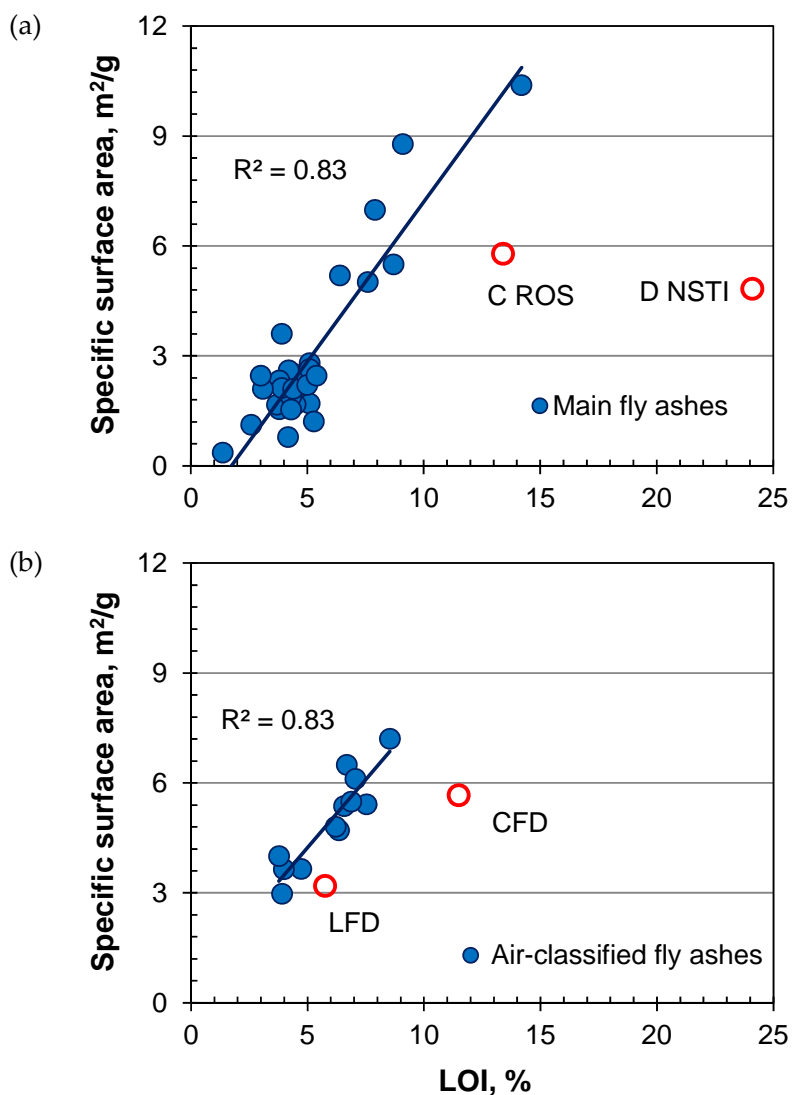 (a)
12
9
6
3
0
Specific surface area, m²/g
R² = 0.83
C ROS
D NSTI
Main fly ashes
0 5 10 15 20 25
(b)
12
9
6
3
0
Specific surface area, m²/g
R² = 0.83
CFD
LFD
Air-classified fly ashes
0 5 10 15 20 25
LOI, %